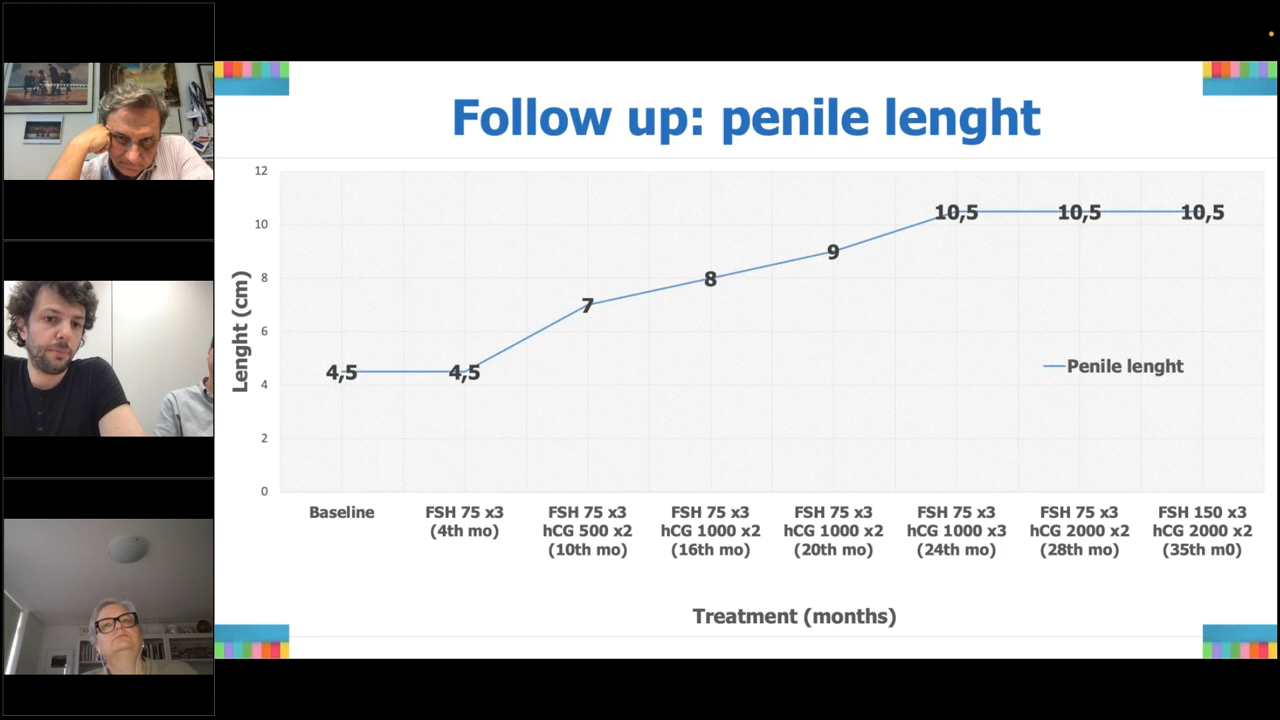 Follow up: penile lenght
12
10
8
6
4
2
0
Lenght (cm)
4,5
4,5
7
8
9
10,5
10,5
10,5
Penile lenght
Baseline
FSH 75 x3
(4th mo)
FSH 75 x3
hCG 500 x2
(10th mo)
FSH 75 x3
hCG 1000 x2
(16th mo)
FSH 75 x3
hCG 1000 x2
(20th mo)
FSH 75 x3
hCG 1000 x3
(24th mo)
FSH 75 x3
hCG 2000 x2
(28th mo)
FSH 150 x3
hCG 2000 x2
(35th m0)
Treatment (months)